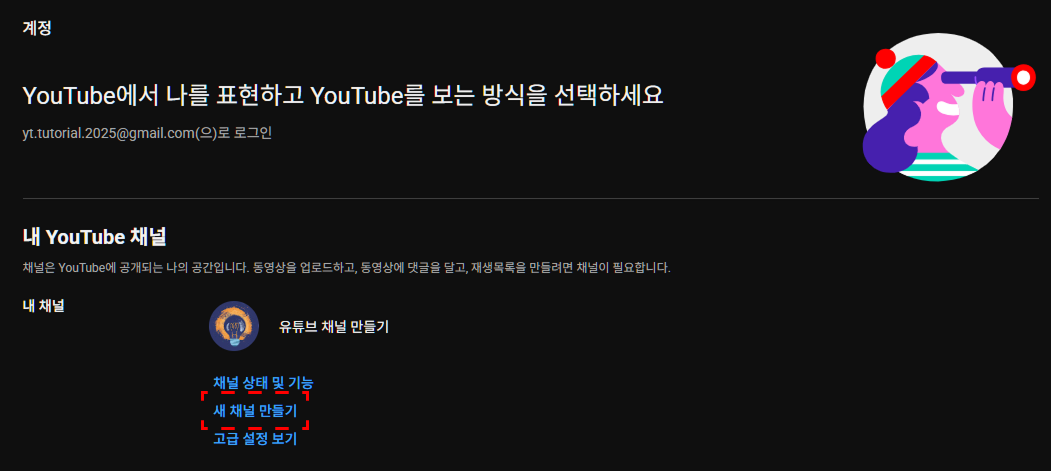 계정
YouTube에서 나를 표현하고 YouTube를 보는 방식을 선택하세요
yt.tutorial.2025@gmail.com(으)로 로그인
내 YouTube 채널
채널은 YouTube에 공개되는 나의 공간입니다. 동영상을 업로드하고, 동영상에 댓글을 달고, 재생목록을 만들려면 채널이 필요합니다.
내 채널
유튜브 채널 만들기
채널 상태 및 기능
새 채널 만들기
고급 설정 보기